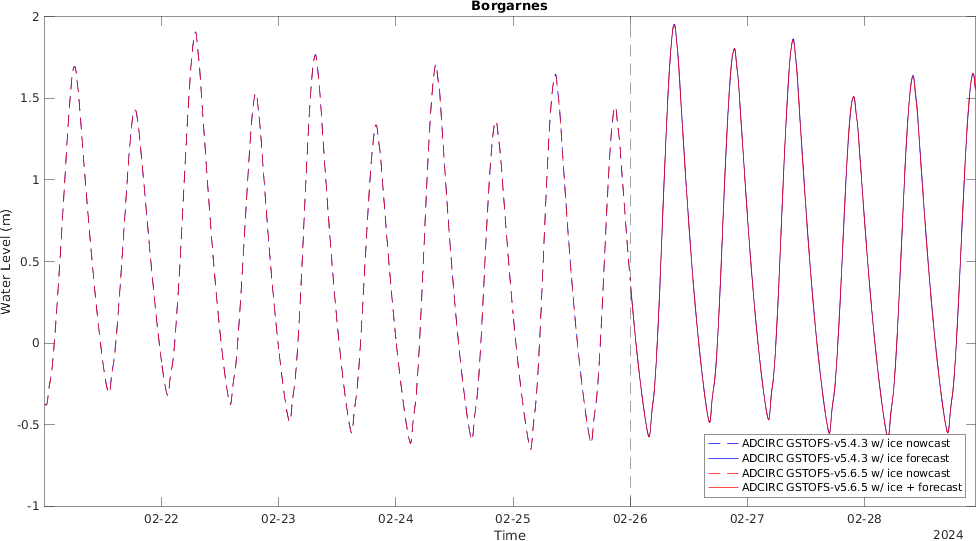 Borgarnes
2
1.5
1
0.5
0
-0.5
-1
Water Level (m)
ADCIRC GSTOFS-v5.4.3 w/ ice nowcast
ADCIRC GSTOFS-v5.4.3 w/ ice forecast
ADCIRC GSTOFS-v5.6.5 w/ ice nowcast
ADCIRC GSTOFS-v5.6.5 w/ ice + forecast
02-22
02-23
02-24
02-25
02-26
02-27
02-28
Time
2024